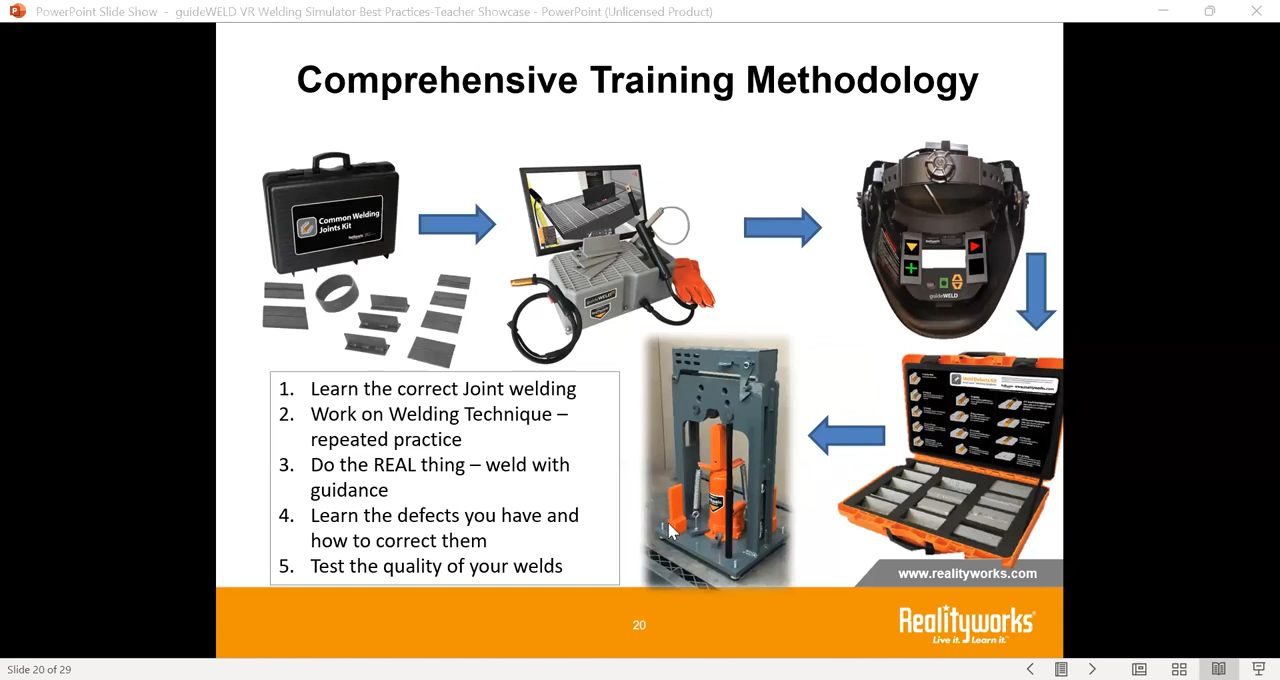 PowerPoint Slide Show - guideWELD VR Welding Simulator Best Practices-Teacher Showcase - PowerPoint (Unlicensed Product)
Comprehensive Training Methodology
Common Welding
Joints Kit
guideWELD
guideWELD
1. Learn the correct Joint welding
2. Work on Welding Technique –
repeated practice
3. Do the REAL thing – weld with
guidance
4. Learn the defects you have and
how to correct them
5. Test the quality of your welds
www.realityworks.com
20
Realityworks
Live it. Learn it.™
Slide 20 of 29